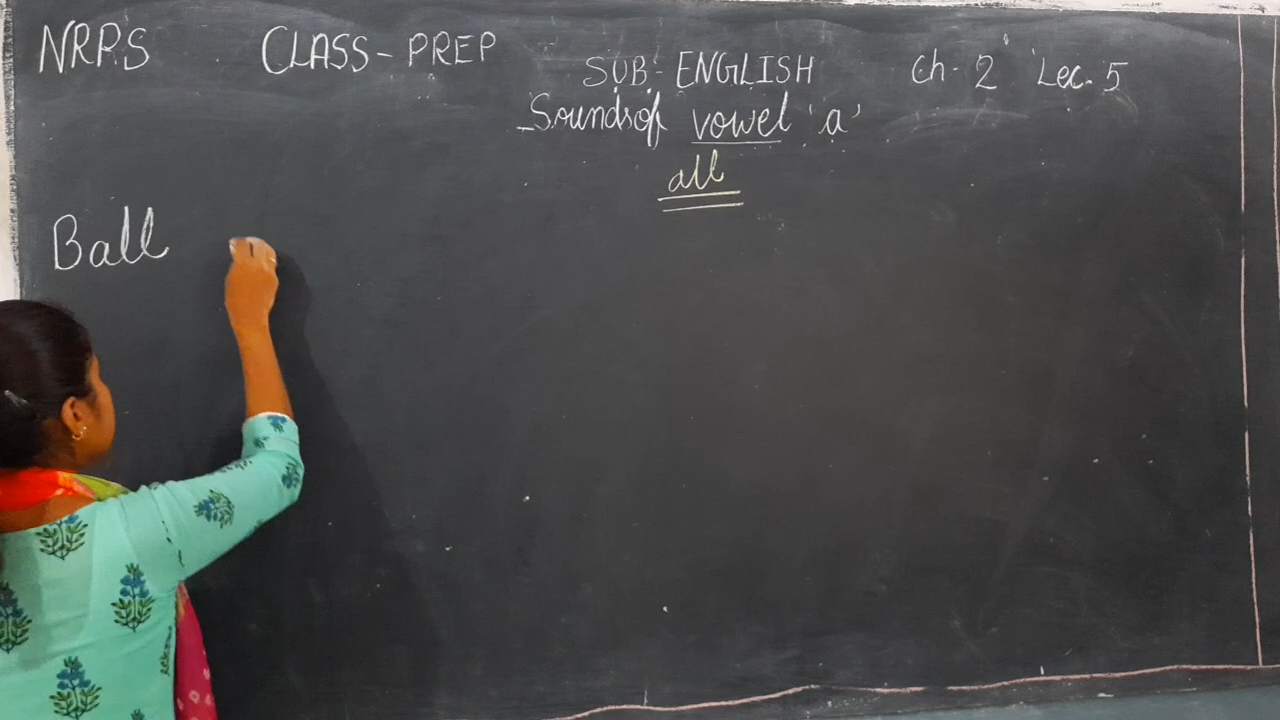 NRPS CLASS-PREP SUB-ENGLISH Ch-2 Lec.5
Sounds of vowel 'a'
all
Ball